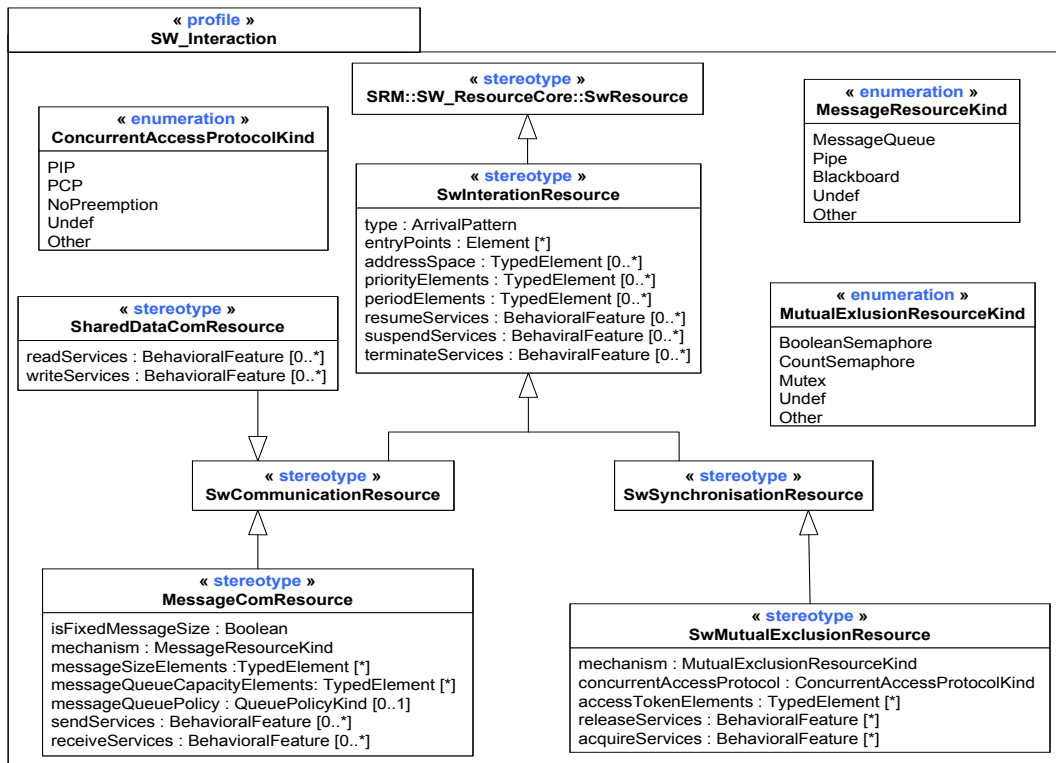 « profile »
SW_Interaction
« stereotype »
SRM::SW_ResourceCore::SwResource
« enumeration »
ConcurrentAccessProtocolKind
PIP
PCP
NoPreemption
Undef
Other
« enumeration »
MessageResourceKind
MessageQueue
Pipe
Blackboard
Undef
Other
« stereotype »
SwInterationResource
type : ArrivalPattern
entryPoints : Element [*]
addressSpace : TypedElement [0..*]
priorityElements : TypedElement [0..*]
periodElements : TypedElement [0..*]
resumeServices : BehavioralFeature [0..*]
suspendServices : BehavioralFeature [0..*]
terminateServices : BehaviralFeature [0..*]
« stereotype »
SharedDataComResource
readServices : BehavioralFeature [0..*]
writeServices : BehavioralFeature [0..*]
« enumeration »
MutualExlusionResourceKind
BooleanSemaphore
CountSemaphore
Mutex
Undef
Other
« stereotype »
SwCommunicationResource
« stereotype »
SwSynchronisationResource
« stereotype »
MessageComResource
isFixedMessageSize : Boolean
mechanism : MessageResourceKind
messageSizeElements :TypedElement [*]
messageQueueCapacityElements: TypedElement [*]
messageQueuePolicy : QueuePolicyKind [0..1]
sendServices : BehavioralFeature [0..*]
receiveServices : BehavioralFeature [0..*]
« stereotype »
SwMutualExclusionResource
mechanism : MutualExclusionResourceKind
concurrentAccessProtocol : ConcurrentAccessProtocolKind
accessTokenElements : TypedElement [*]
releaseServices : BehavioralFeature [*]
acquireServices : BehavioralFeature [*]